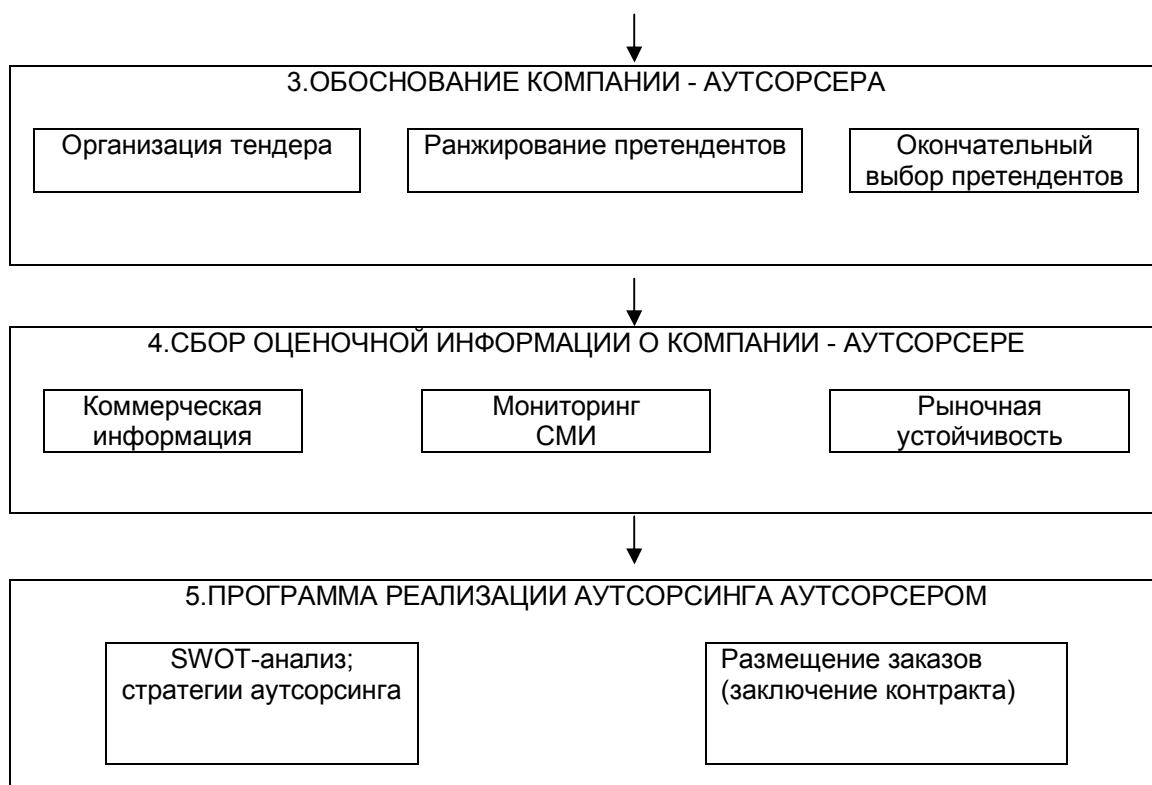 3.ОБОСНОВАНИЕ КОМПАНИИ - АУТСОРСЕРА
Организация тендера
Ранжирование претендентов
Окончательный
выбор претендентов
4.СБОР ОЦЕНОЧНОЙ ИНФОРМАЦИИ О КОМПАНИИ - АУТСОРСЕРЕ
Коммерческая
информация
Мониторинг
СМИ
Рыночная
устойчивость
5.ПРОГРАММА РЕАЛИЗАЦИИ АУТСОРСИНГА АУТСОРСЕРОМ
SWOT-анализ;
стратегии аутсорсинга
Размещение заказов
(заключение контракта)